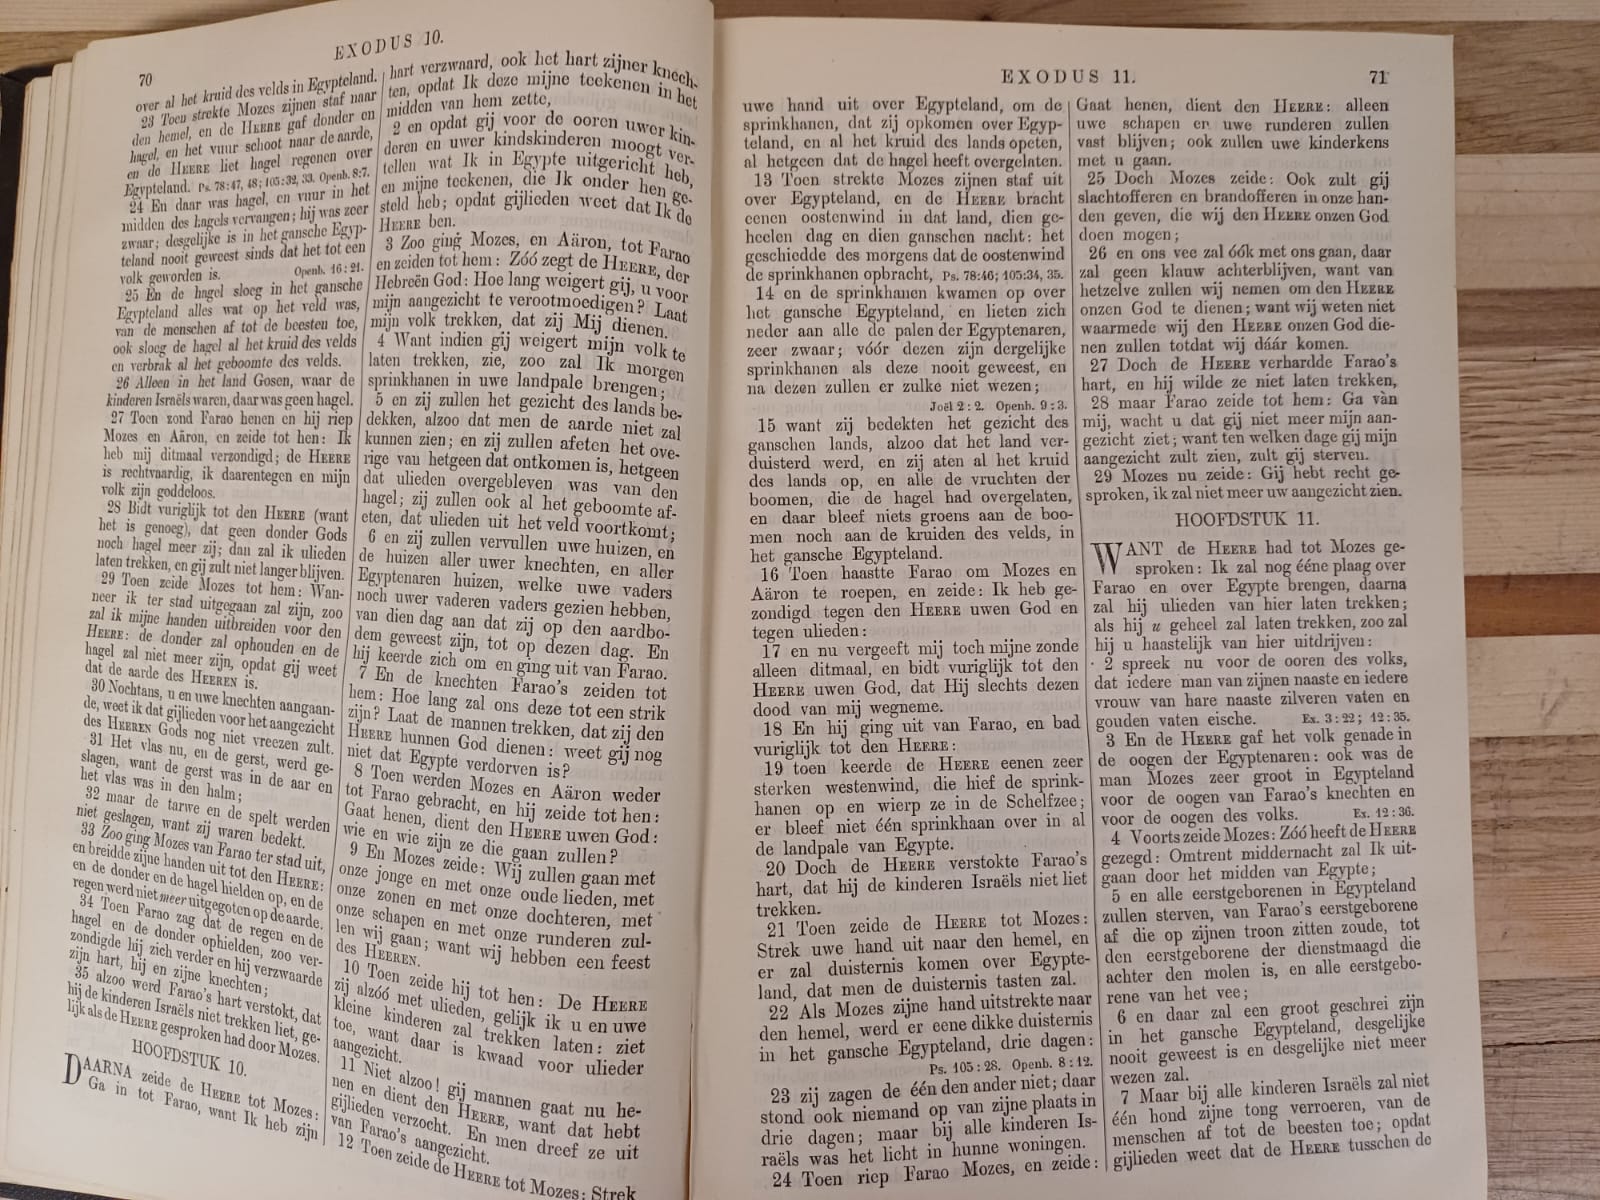 EXODUS 10.
70
over al het kruid des velds in Egypteland.
23 Toen strekte Mozes zijnen staf naar
den hemel, en de HEERE gaf donder en
hagel, en het vuur schoot naar de aarde,
en de HEERE liet hagel regenen over
Egypteland. Ps. 78:47, 48; 105:32, 33. Openb. 8:7.
24 En daar was hagel, en vuur in het
midden des hagels vervangen; hij was zeer
zwaar; desgelijke is in het gansche Egyp-
teland nooit geweest sinds dat het tot een
volk geworden is. Openb. 16:21.
25 En de hagel sloeg in het gansche
Egypteland alles wat op het veld was,
van de menschen af tot de beesten toe,
ook sloeg de hagel al het kruid des velds
en verbrak al het geboomte des velds.
26 Alleen in het land Gosen, waar de
kinderen Israëls waren, daar was geen hagel.
27 Toen zond Farao henen en hij riep
Mozes en Aäron, en zeide tot hen: Ik
heb mij ditmaal verzondigd; de HEERE
is rechtvaardig, ik daarentegen en mijn
volk zijn goddeloos.
28 Bidt vuriglijk tot den HEERE (want
het is genoeg), dat geen donder Gods
noch hagel meer zij; dan zal ik ulieden
laten trekken, en gij zult niet langer blijven.
29 Toen zeide Mozes tot hem: Wan-
neer ik ter stad uitgegaan zal zijn, zoo
zal ik mijne handen uitbreiden voor den
HEERE: de donder zal ophouden en de
hagel zal niet meer zijn, opdat gij weet
dat de aarde des HEEREN is.
30 Nochtans, u en uwe knechten aangaan-
de, weet ik dat gijlieden voor het aangezicht
des HEEREN Gods nog niet vreezen zult.
31 Het vlas nu, en de gerst, werd ge-
slagen, want de gerst was in de aar en
het vlas was in den halm;
32 maar de tarwe en de spelt werden
niet geslagen, want zij waren bedekt.
33 Zoo ging Mozes van Farao ter stad uit,
en breidde zijne handen uit tot den HEERE:
en de donder en de hagel hielden op, en de
regen werd niet meer uitgegoten op de aarde.
34 Toen Farao zag dat de regen en de
hagel en de donder ophielden, zoo ver-
zondigde hij zich verder en hij verzwaarde
zijn hart, hij en zijne knechten;
35 alzoo werd Farao's hart verstokt, dat
hij de kinderen Israëls niet trekken liet, ge-
lijk als de HEERE gesproken had door Mozes.
HOOFDSTUK 10.
DAARNA zeide de HEERE tot Mozes:
Ga in tot Farao, want Ik heb zijn
hart verzwaard, ook het hart zijner knech-
ten, opdat Ik deze mijne teekenen in het
midden van hem zette,
2 en opdat gij voor de ooren uwer kin-
deren en uwer kindskinderen moogt ver-
tellen wat Ik in Egypte uitgericht heb,
en mijne teekenen, die Ik onder hen ge-
steld heb; opdat gijlieden weet dat Ik de
HEERE ben.
3 Zoo ging Mozes, en Aäron, tot Farao
en zeiden tot hem: Zóó zegt de HEERE, der
Hebreën God: Hoe lang weigert gij, u voor
mijn aangezicht te verootmoedigen? Laat
mijn volk trekken, dat zij Mij dienen.
4 Want indien gij weigert mijn volk te
laten trekken, zie, zoo zal Ik morgen
sprinkhanen in uwe landpale brengen;
5 en zij zullen het gezicht des lands be-
dekken, alzoo dat men de aarde niet zal
kunnen zien; en zij zullen afeten het ove-
rige van hetgeen dat ontkomen is, hetgeen
dat ulieden overgebleven was van den
hagel; zij zullen ook al het geboomte af-
eten, dat ulieden uit het veld voortkomt;
6 en zij zullen vervullen uwe huizen, en
de huizen aller uwer knechten, en aller
Egyptenaren huizen, welke uwe vaders
noch uwer vaderen vaders gezien hebben,
van dien dag aan dat zij op den aardbo-
dem geweest zijn, tot op dezen dag. En
hij keerde zich om en ging uit van Farao.
7 En de knechten Farao's zeiden tot
hem: Hoe lang zal ons deze tot een strik
zijn? Laat de mannen trekken, dat zij den
HEERE hunnen God dienen: weet gij nog
niet dat Egypte verdorven is?
8 Toen werden Mozes en Aäron weder
tot Farao gebracht, en hij zeide tot hen:
Gaat henen, dient den HEERE uwen God:
wie en wie zijn ze die gaan zullen?
9 En Mozes zeide: Wij zullen gaan met
onze jonge en met onze oude lieden, met
onze zonen en met onze dochteren, met
onze schapen en met onze runderen zul-
len wij gaan; want wij hebben een feest
des HEEREN.
10 Toen zeide hij tot hen: De HEERE
zij alzóó met ulieden, gelijk ik u en uwe
kleine kinderen zal trekken laten: ziet
toe, want daar is kwaad voor ulieder
aangezicht.
11 Niet alzoo! gij mannen gaat nu he-
nen en dient den HEERE, want dat hebt
gijlieden verzocht. En men dreef ze uit
van Farao's aangezicht.
12 Toen zeide de HEERE tot Mozes: Strek
EXODUS 11.
71
uwe hand uit over Egypteland, om de
sprinkhanen, dat zij opkomen over Egyp-
teland, en al het kruid des lands opeten,
al hetgeen dat de hagel heeft overgelaten.
13 Toen strekte Mozes zijnen staf uit
over Egypteland, en de HEERE bracht
eenen oostenwind in dat land, dien ge-
heelen dag en dien ganschen nacht: het
geschiedde des morgens dat de oostenwind
de sprinkhanen opbracht, Ps. 78:46; 105:34, 35.
14 en de sprinkhanen kwamen op over
het gansche Egypteland, en lieten zich
neder aan alle de palen der Egyptenaren,
zeer zwaar; vóór dezen zijn dergelijke
sprinkhanen als deze nooit geweest, en
na dezen zullen er zulke niet wezen;
Joël 2:2. Openb. 9:3.
15 want zij bedekten het gezicht des
ganschen lands, alzoo dat het land ver-
duisterd werd, en zij aten al het kruid
des lands op, en alle de vruchten der
boomen, die de hagel had overgelaten,
en daar bleef niets groens aan de boo-
men noch aan de kruiden des velds, in
het gansche Egypteland.
16 Toen haastte Farao om Mozes en
Aäron te roepen, en zeide: Ik heb ge-
zondigd tegen den HEERE uwen God en
tegen ulieden:
17 en nu vergeeft mij toch mijne zonde
alleen ditmaal, en bidt vuriglijk tot den
HEERE uwen God, dat Hij slechts dezen
dood van mij wegneme.
18 En hij ging uit van Farao, en bad
vuriglijk tot den HEERE:
19 toen keerde de HEERE eenen zeer
sterken westenwind, die hief de sprink-
hanen op en wierp ze in de Schelfzee;
er bleef niet één sprinkhaan over in al
de landpale van Egypte.
20 Doch de HEERE verstokte Farao's
hart, dat hij de kinderen Israëls niet liet
trekken.
21 Toen zeide de HEERE tot Mozes:
Strek uwe hand uit naar den hemel, en
er zal duisternis komen over Egypte-
land, dat men de duisternis tasten zal.
22 Als Mozes zijne hand uitstrekte naar
den hemel, werd er eene dikke duisternis
in het gansche Egypteland, drie dagen:
Ps. 105:28. Openb. 8:12.
23 zij zagen de één den ander niet; daar
stond ook niemand op van zijne plaats in
drie dagen; maar bij alle kinderen Is-
raëls was het licht in hunne woningen.
24 Toen riep Farao Mozes, en zeide:
Gaat henen, dient den HEERE: alleen
uwe schapen en uwe runderen zullen
vast blijven; ook zullen uwe kinderkens
met u gaan.
25 Doch Mozes zeide: Ook zult gij
slachtofferen en brandofferen in onze han-
den geven, die wij den HEERE onzen God
doen mogen;
26 en ons vee zal óók met ons gaan, daar
zal geen klauw achterblijven, want van
hetzelve zullen wij nemen om den HEERE
onzen God te dienen; want wij weten niet
waarmede wij den HEERE onzen God die-
nen zullen totdat wij dáár komen.
27 Doch de HEERE verhardde Farao's
hart, en hij wilde ze niet laten trekken,
28 maar Farao zeide tot hem: Ga van
mij, wacht u dat gij niet meer mijn aan-
gezicht ziet; want ten welken dage gij mijn
aangezicht zult zien, zult gij sterven.
29 Mozes nu zeide: Gij hebt recht ge-
sproken, ik zal niet meer uw aangezicht zien.
HOOFDSTUK 11.
WANT de HEERE had tot Mozes ge-
sproken: Ik zal nog ééne plaag over
Farao en over Egypte brengen, daarna
zal hij ulieden van hier laten trekken;
als hij u geheel zal laten trekken, zoo zal
hij u haastelijk van hier uitdrijven:
2 spreek nu voor de ooren des volks,
dat iedere man van zijnen naaste en iedere
vrouw van hare naaste zilveren vaten en
gouden vaten eische. Ex. 3:22; 12:35.
3 En de HEERE gaf het volk genade in
de oogen der Egyptenaren: ook was de
man Mozes zeer groot in Egypteland
voor de oogen van Farao's knechten en
voor de oogen des volks. Ex. 12:36.
4 Voorts zeide Mozes: Zóó heeft de HEERE
gezegd: Omtrent middernacht zal Ik uit-
gaan door het midden van Egypte;
5 en alle eerstgeborenen in Egypteland
zullen sterven, van Farao's eerstgeborene
af die op zijnen troon zitten zoude, tot
den eerstgeborene der dienstmaagd die
achter den molen is, en alle eerstgebo-
rene van het vee;
6 en daar zal een groot geschrei zijn
in het gansche Egypteland, desgelijke
nooit geweest is en desgelijke niet meer
wezen zal.
7 Maar bij alle kinderen Israëls zal niet
één hond zijne tong verroeren, van de
menschen af tot de beesten toe; opdat
gijlieden weet dat de HEERE tusschen de